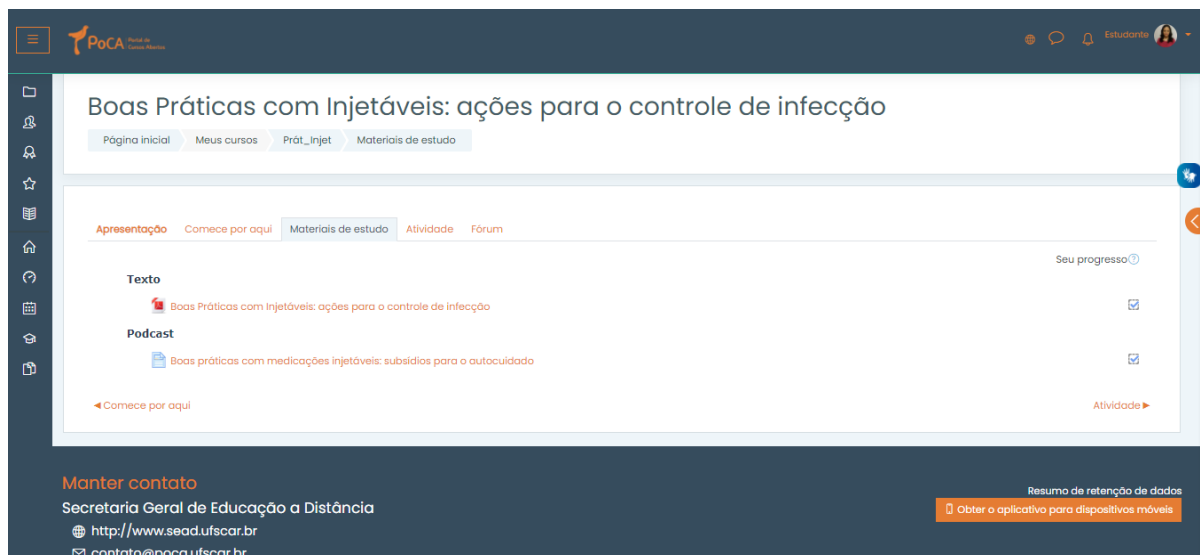 PoCA Portal de Cursos Abertos
Estudante
Boas Práticas com Injetáveis: ações para o controle de infecção
Página inicial Meus cursos Prát_Injet Materiais de estudo
Apresentação Comece por aqui Materiais de estudo Atividade Fórum
Seu progresso
Texto
Boas Práticas com Injetáveis: ações para o controle de infecção
Podcast
Boas práticas com medicações injetáveis: subsídios para o autocuidado
◄Comece por aqui
Atividade►
Manter contato
Secretaria Geral de Educação a Distância
http://www.sead.ufscar.br
contato@poca.ufscar.br
Resumo de retenção de dados
Obter o aplicativo para dispositivos móveis